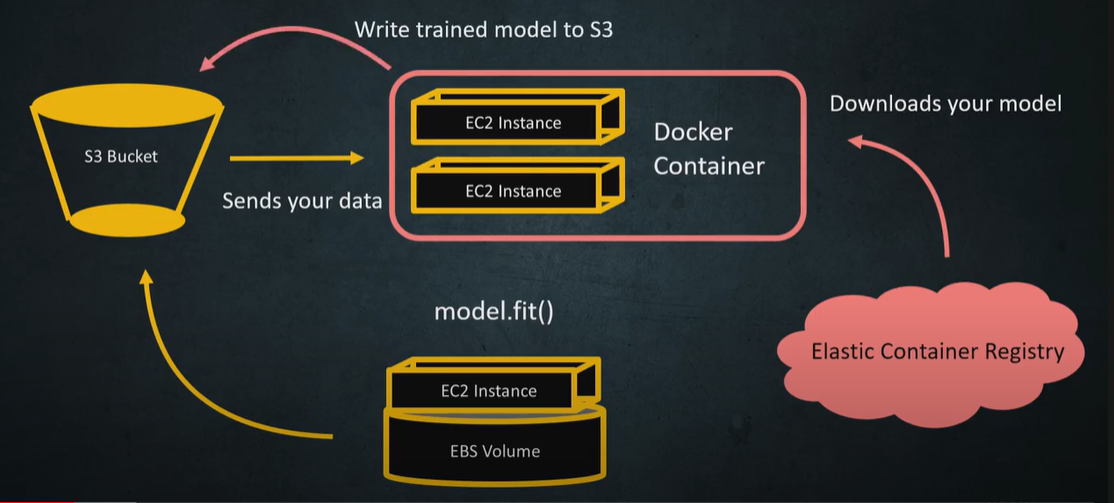 Write trained model to S3
EC2 Instance
Downloads your model
Docker
Container
S3 Bucket
EC2 Instance
Sends your data
model.fit()
Elastic Container Registry
EC2 Instance
EBS Volume